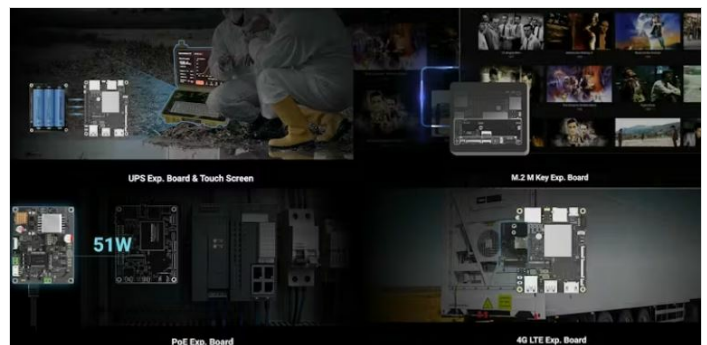 UPS Exp. Board & Touch Screen
M.2 M Key Exp. Board
51W
PoE Exp. Board
4G LTE Exp. Board